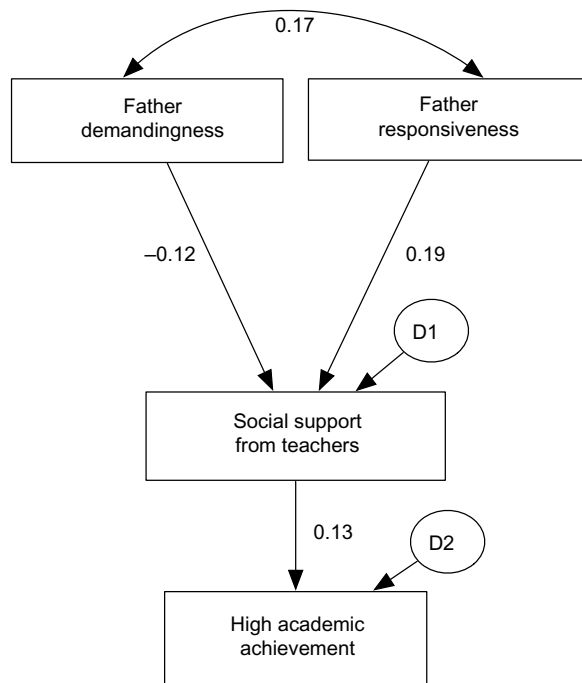 0.17
Father
demandingness
Father
responsiveness
–0.12
0.19
D1
Social support
from teachers
0.13
D2
High academic
achievement